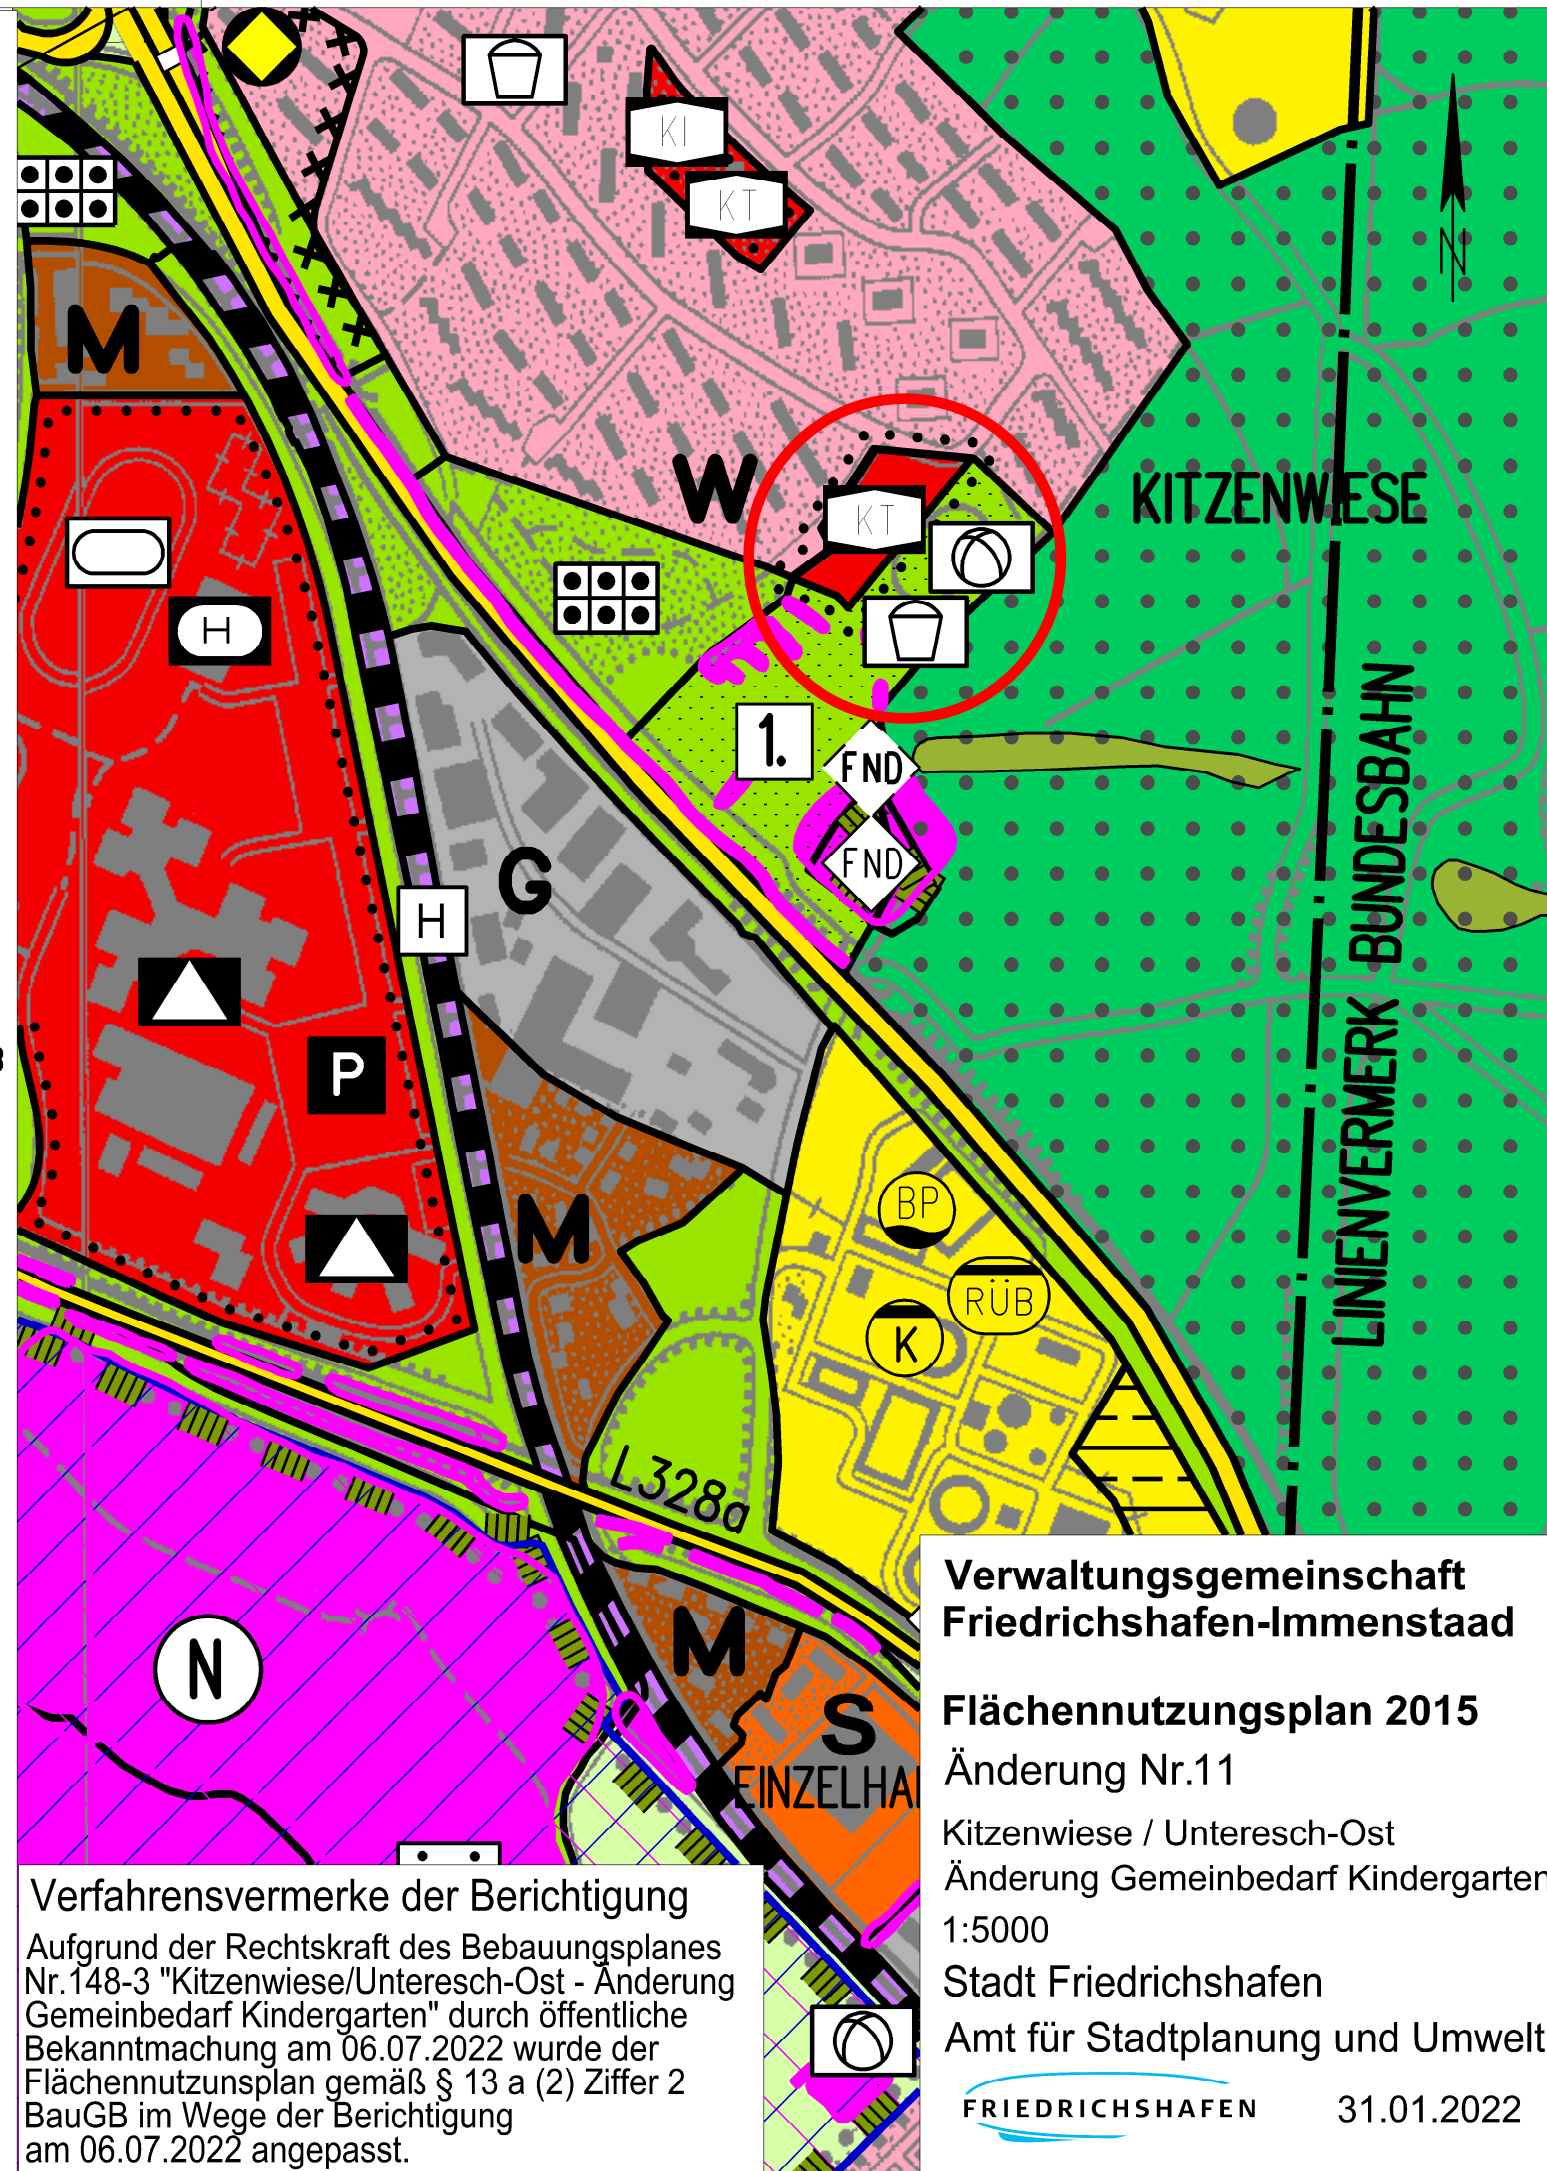 KI
KT
N
M
W
KT
KITZENWIESE
H
1.
FND
FND
G
H
P
LINIENVERMERK BUNDESBAHN
BP
M
RÜB
K
L328a
N
M
S
EINZELHA
Verwaltungsgemeinschaft
Friedrichshafen-Immenstaad
Flächennutzungsplan 2015
Änderung Nr.11
Kitzenwiese / Unteresch-Ost
Änderung Gemeinbedarf Kindergarten
1:5000
Stadt Friedrichshafen
Amt für Stadtplanung und Umwelt
FRIEDRICHSHAFEN
31.01.2022
Verfahrensvermerke der Berichtigung
Aufgrund der Rechtskraft des Bebauungsplanes
Nr.148-3 "Kitzenwiese/Unteresch-Ost - Änderung
Gemeinbedarf Kindergarten" durch öffentliche
Bekanntmachung am 06.07.2022 wurde der
Flächennutzunsplan gemäß § 13 a (2) Ziffer 2
BauGB im Wege der Berichtigung
am 06.07.2022 angepasst.